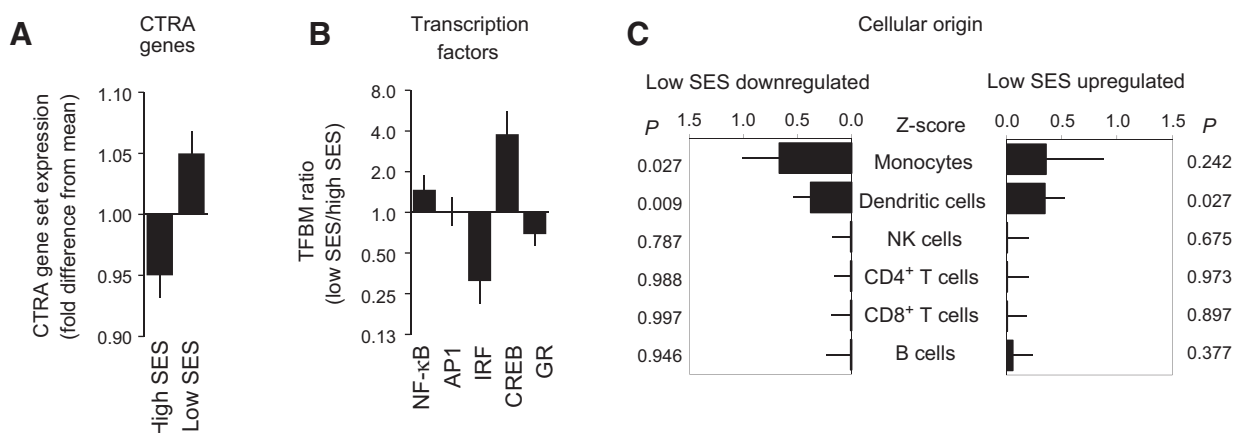 A
CTRA
genes
CTRA gene set expression
(fold difference from mean)
1.10
1.05
1.00
0.95
0.90
High SES
Low SES
B
Transcription
factors
TFBM ratio
(low SES/high SES)
8.0
4.0
2.0
1.0
0.50
0.25
0.13
NF-κB
AP1
IRF
CREB
GR
C
Cellular origin
Low SES downregulated
Low SES upregulated
P 1.5 1.0 0.5 0.0 Z-score 0.0 0.5 1.0 1.5 P
0.027 Monocytes 0.242
0.009 Dendritic cells 0.027
0.787 NK cells 0.675
0.988 CD4⁺ T cells 0.973
0.997 CD8⁺ T cells 0.897
0.946 B cells 0.377